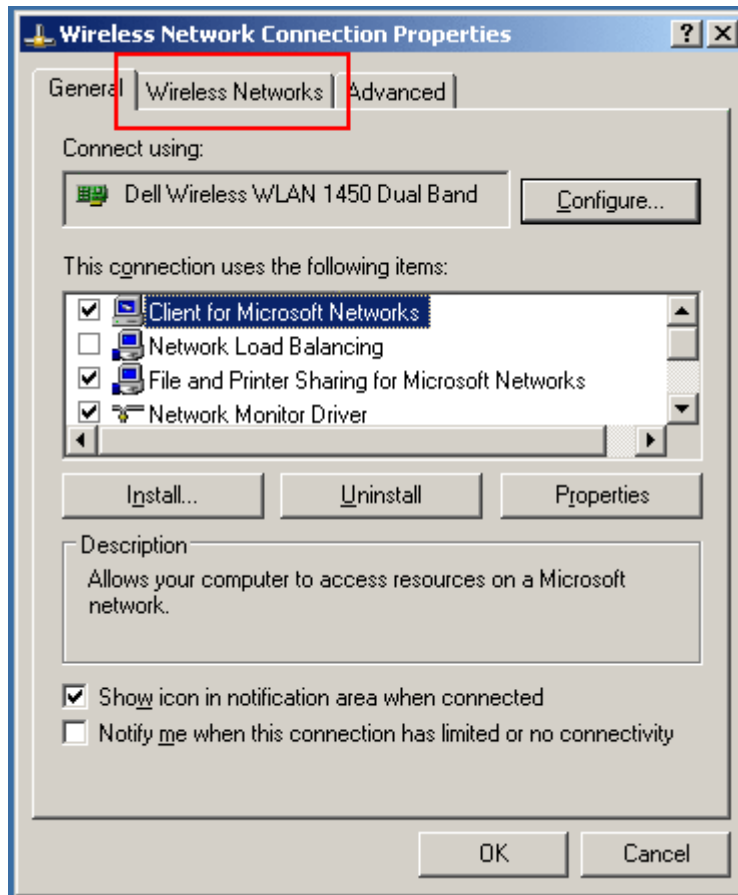 Wireless Network Connection Properties
General Wireless Networks Advanced
Connect using:
Dell Wireless WLAN 1450 Dual Band Configure...
This connection uses the following items:
Client for Microsoft Networks
Network Load Balancing
File and Printer Sharing for Microsoft Networks
Network Monitor Driver
Install... Uninstall Properties
Description
Allows your computer to access resources on a Microsoft
network.
Show icon in notification area when connected
Notify me when this connection has limited or no connectivity
OK Cancel